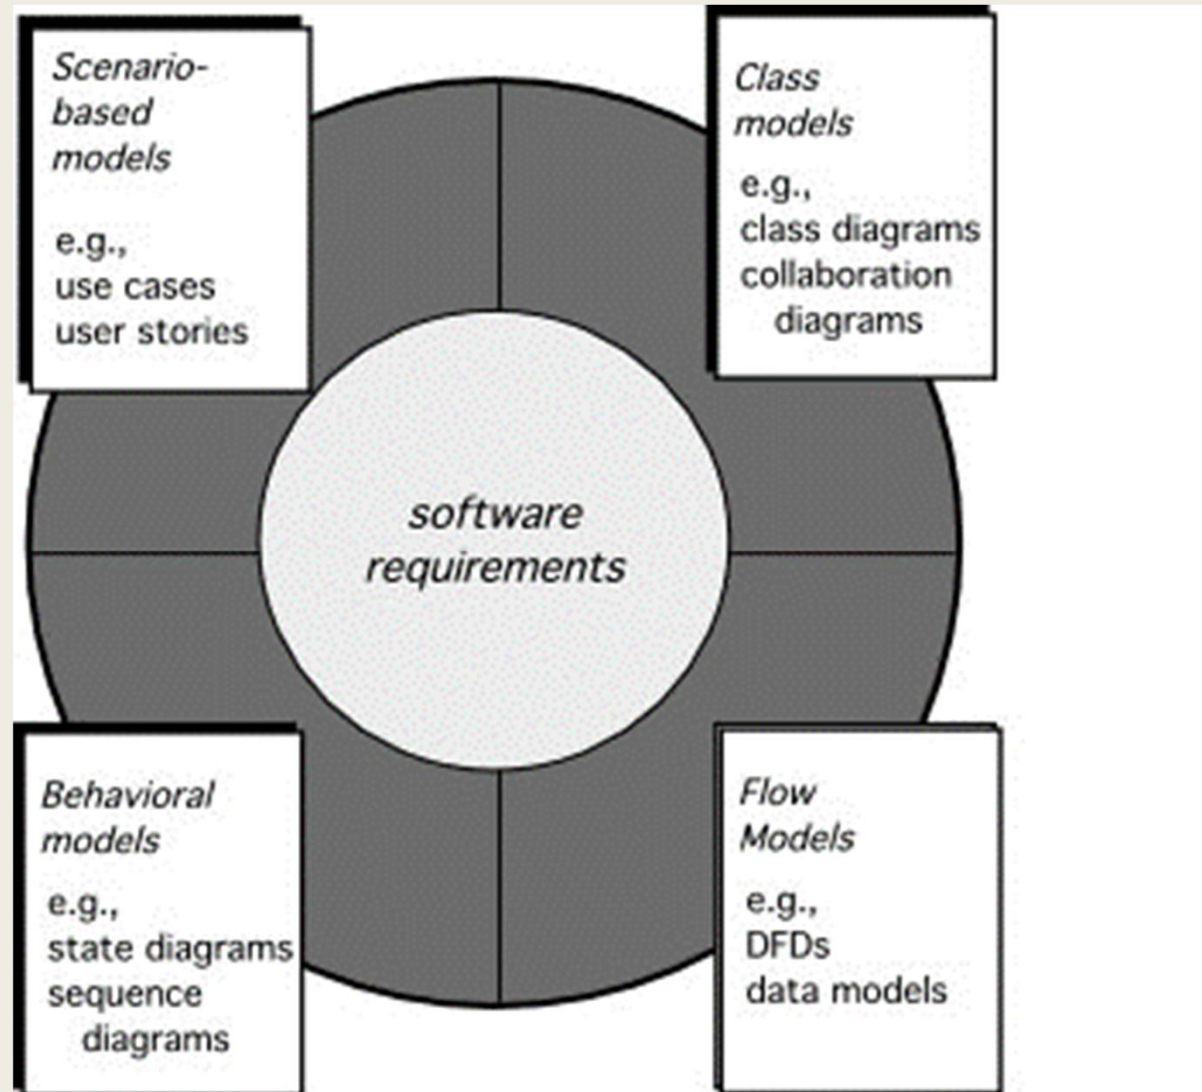 Scenario-
based
models
e.g.,
use cases
user stories
Class
models
e.g.,
class diagrams
collaboration
diagrams
software
requirements
Behavioral
models
e.g.,
state diagrams
sequence
diagrams
Flow
Models
e.g.,
DFDs
data models